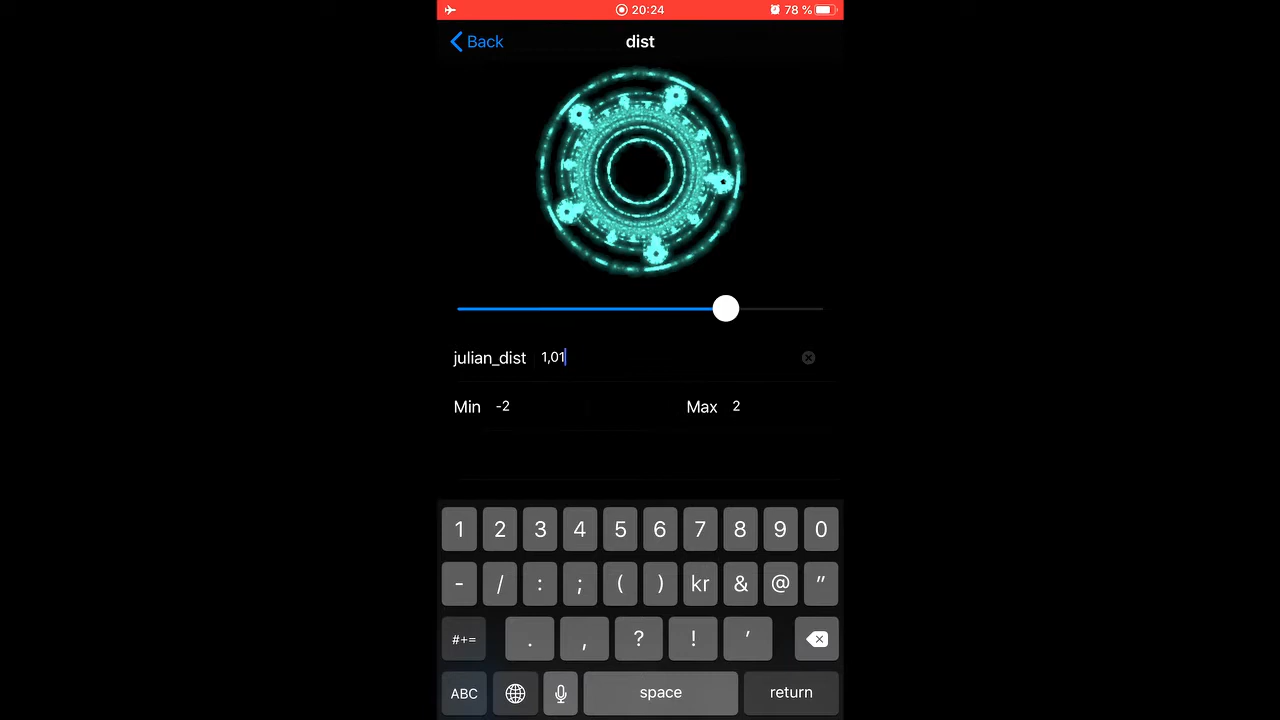 20:24 78 %
Back dist
julian_dist 1,01
Min -2 Max 2
1 2 3 4 5 6 7 8 9 0
- / : ; ( ) kr & @ "
#+= . , ? ! '
ABC space return